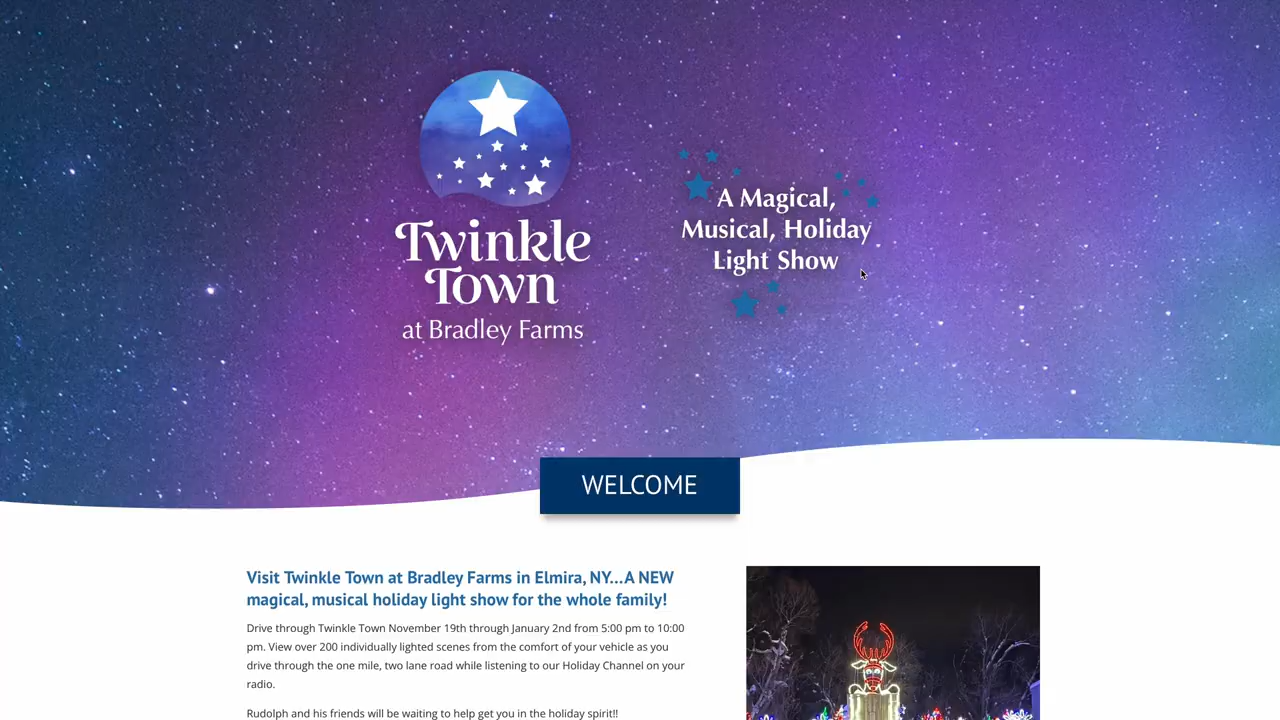 Twinkle
Town
at Bradley Farms
A Magical,
Musical, Holiday
Light Show
WELCOME
Visit Twinkle Town at Bradley Farms in Elmira, NY...A NEW
magical, musical holiday light show for the whole family!
Drive through Twinkle Town November 19th through January 2nd from 5:00 pm to 10:00
pm. View over 200 individually lighted scenes from the comfort of your vehicle as you
drive through the one mile, two lane road while listening to our Holiday Channel on your
radio.
Rudolph and his friends will be waiting to help get you in the holiday spirit!!